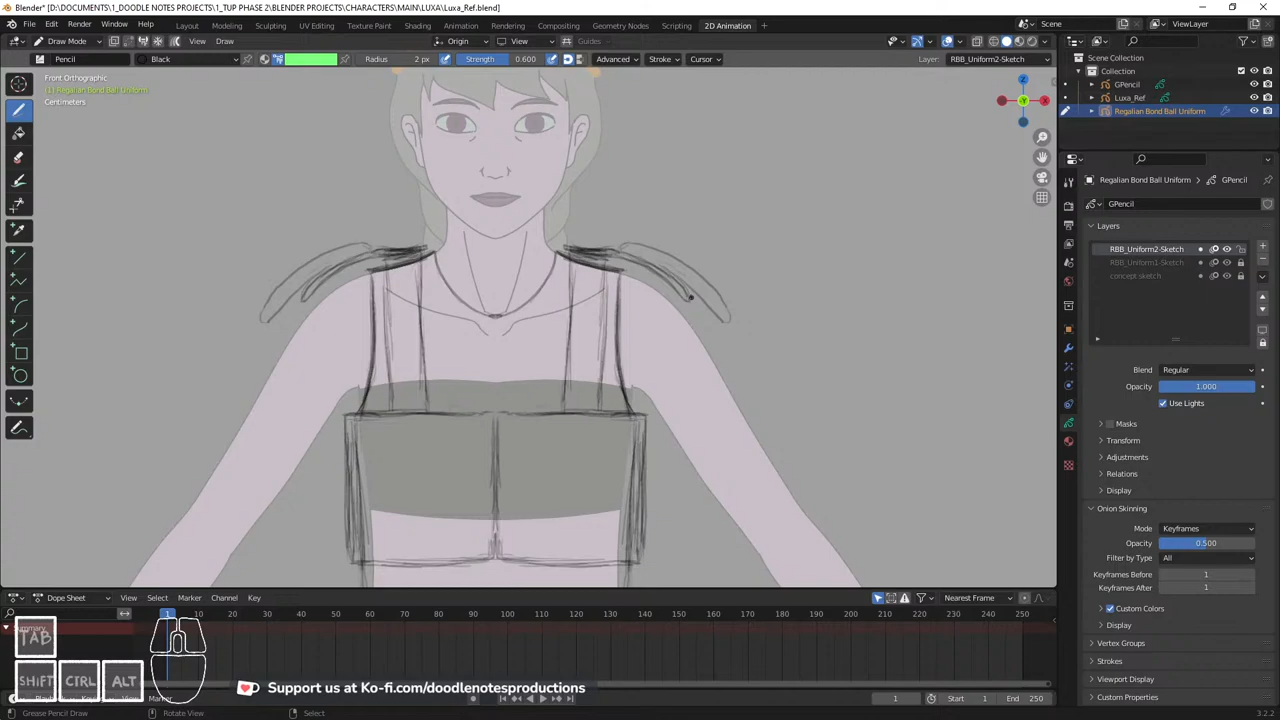 Blender* [D:\DOCUMENTS\1_DOODLE NOTES PROJECTS\1_TUP PHASE 2\BLENDER PROJECTS\CHARACTERS\MAIN\LUXA\Luxa_Ref.blend]
File Edit Render Window Help Layout Modeling Sculpting UV Editing Texture Paint Shading Animation Rendering Compositing Geometry Nodes Scripting 2D Animation Scene ViewLayer
Draw Mode View Draw Origin View Guides
Pencil Black Radius 2 px Strength 0.600 Advanced Stroke Cursor Layer: RBB_Uniform2-Sketch
Front Orthographic
(1) Regalian Bond Ball Uniform
Centimeters
Z
Y
X
Scene Collection
Collection
GPencil
Luxa_Ref
Regalian Bond Ball Uniform
Regalian Bond Ball Uniform GPencil
GPencil
Layers
RBB_Uniform2-Sketch
RBB_Uniform1-Sketch
concept sketch
Blend Regular
Opacity 1.000
Use Lights
Masks
Transform
Adjustments
Relations
Display
Onion Skinning
Mode Keyframes
Opacity 0.500
Filter by Type All
Keyframes Before 1
Keyframes After 1
Custom Colors
Display
Vertex Groups
Strokes
Viewport Display
Custom Properties
Dope Sheet View Select Marker Channel Key Nearest Frame
1 10 20 30 40 50 60 70 80 90 100 110 120 130 140 150 160 170 180 190 200 210 220 230 240 250
Summary
TAB
SHIFT CTRL ALT
Support us at Ko-fi.com/doodlenotesproductions
Marker 1 Start 1 End 250
Grease Pencil Draw Rotate View Select 3.2.2